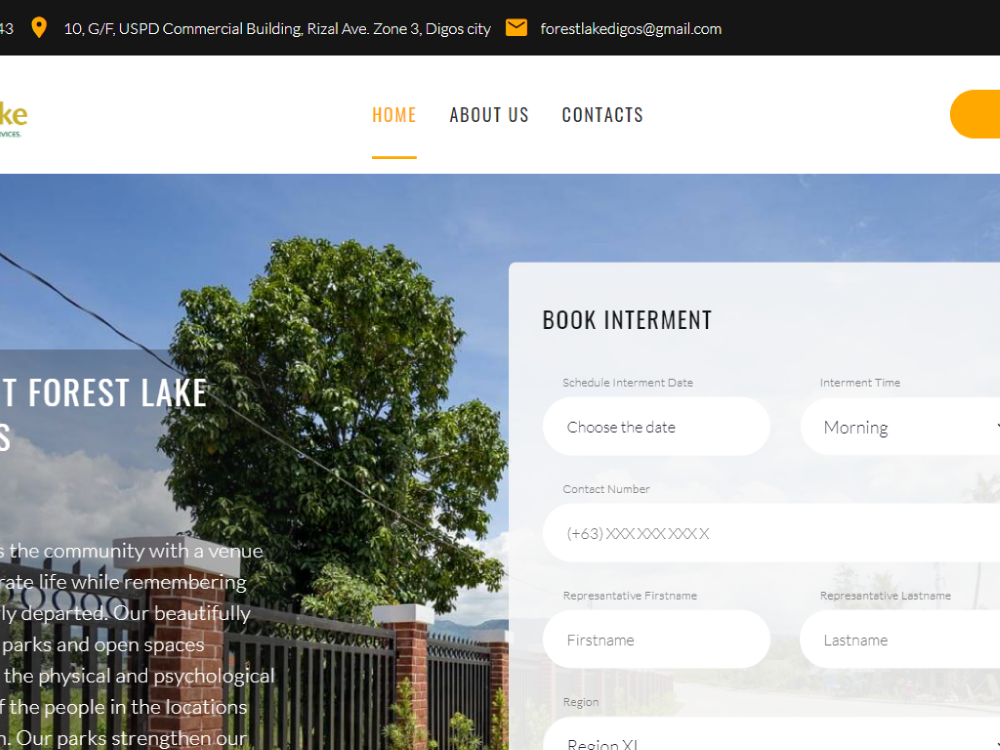 43 10, G/F, USPD Commercial Building, Rizal Ave. Zone 3, Digos city forestlakedigos@gmail.com
ke
VICES.
HOME ABOUT US CONTACTS
T FOREST LAKE
S
s the community with a venue
rate life while remembering
ly departed. Our beautifully
parks and open spaces
the physical and psychological
f the people in the locations
n. Our parks strengthen our
BOOK INTERMENT
Schedule Interment Date Interment Time
Choose the date Morning
Contact Number
(+63) XXX XXX XXX X
Represantative Firstname Represantative Lastname
Firstname Lastname
Region
Region XI